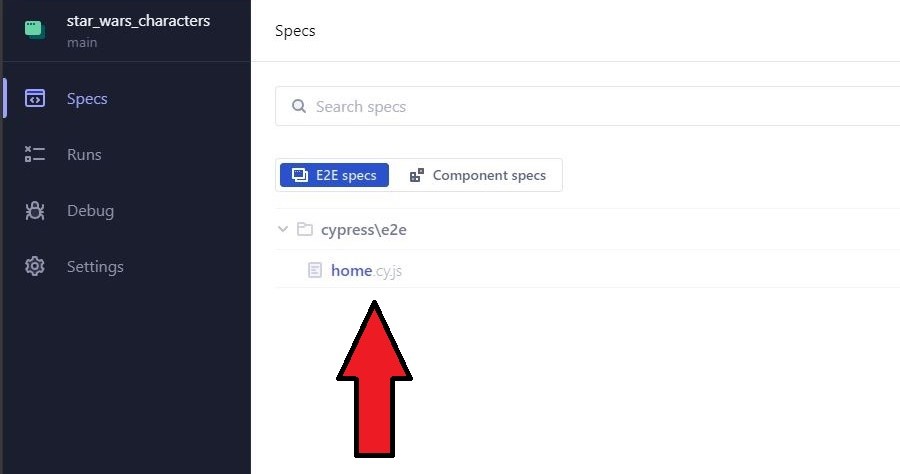 star_wars_characters
main
Specs
Runs
Debug
Settings
Specs
Search specs
E2E specs
Component specs
cypress\e2e
home.cy.js